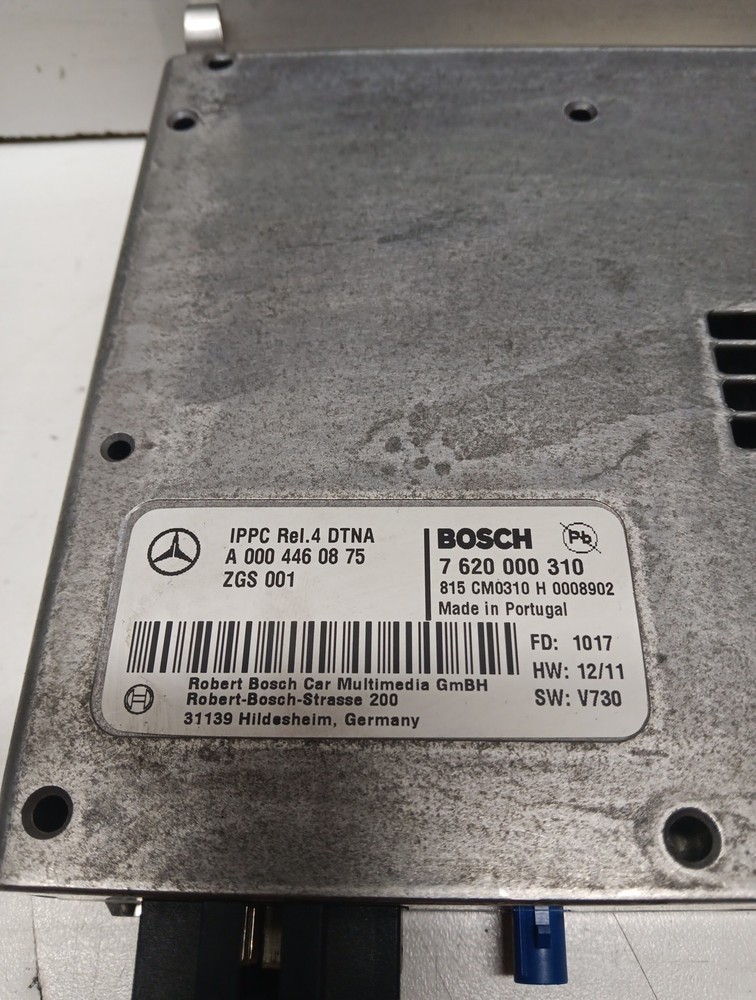 IPPC Rel.4 DTNA
A 000 446 08 75
ZGS 001
BOSCH Pb
7 620 000 310
815 CM0310 H 0008902
Made in Portugal
FD: 1017
HW: 12/11
SW: V730
Robert Bosch Car Multimedia GmBH
Robert-Bosch-Strasse 200
31139 Hildesheim, Germany